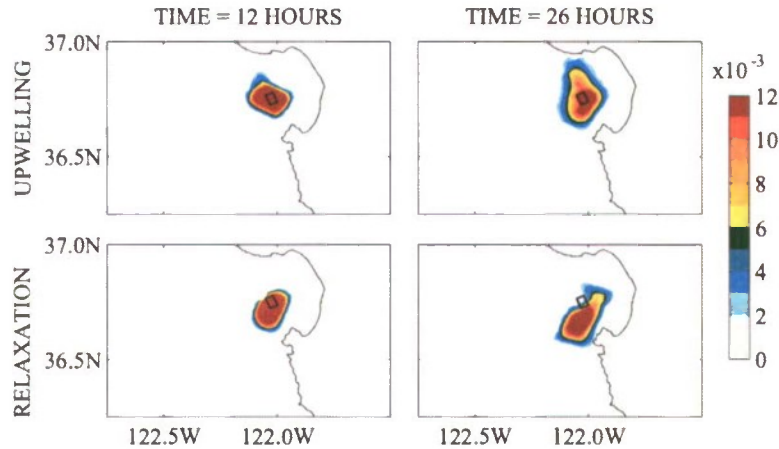 TIME = 12 HOURS
TIME = 26 HOURS
UPWELLING
37.0N
36.5N
x10-3
12
10
8
6
4
2
0
RELAXATION
37.0N
36.5N
122.5W
122.0W
122.5W
122.0W